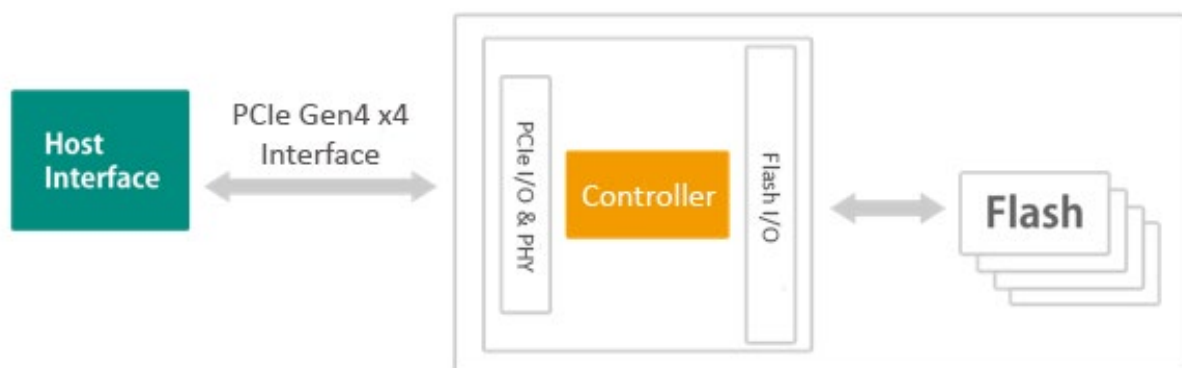 Host
Interface
PCIe Gen4 x4
Interface
PCIe I/O & PHY
Controller
Flash I/O
Flash